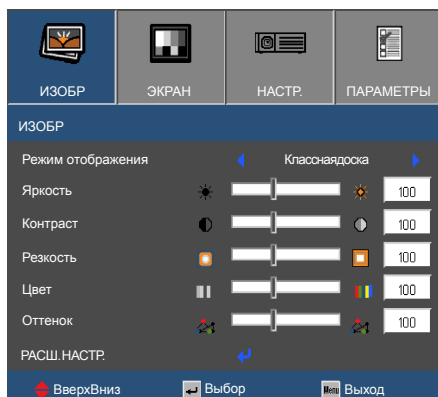 ИЗОБР ЭКРАН НАСТР. ПАРАМЕТРЫ
ИЗОБР
Режим отображения Класснаядоска
Яркость 100
Контраст 100
Резкость 100
Цвет 100
Оттенок 100
РАСШ.НАСТР.
ВверхВниз Выбор Menu Выход